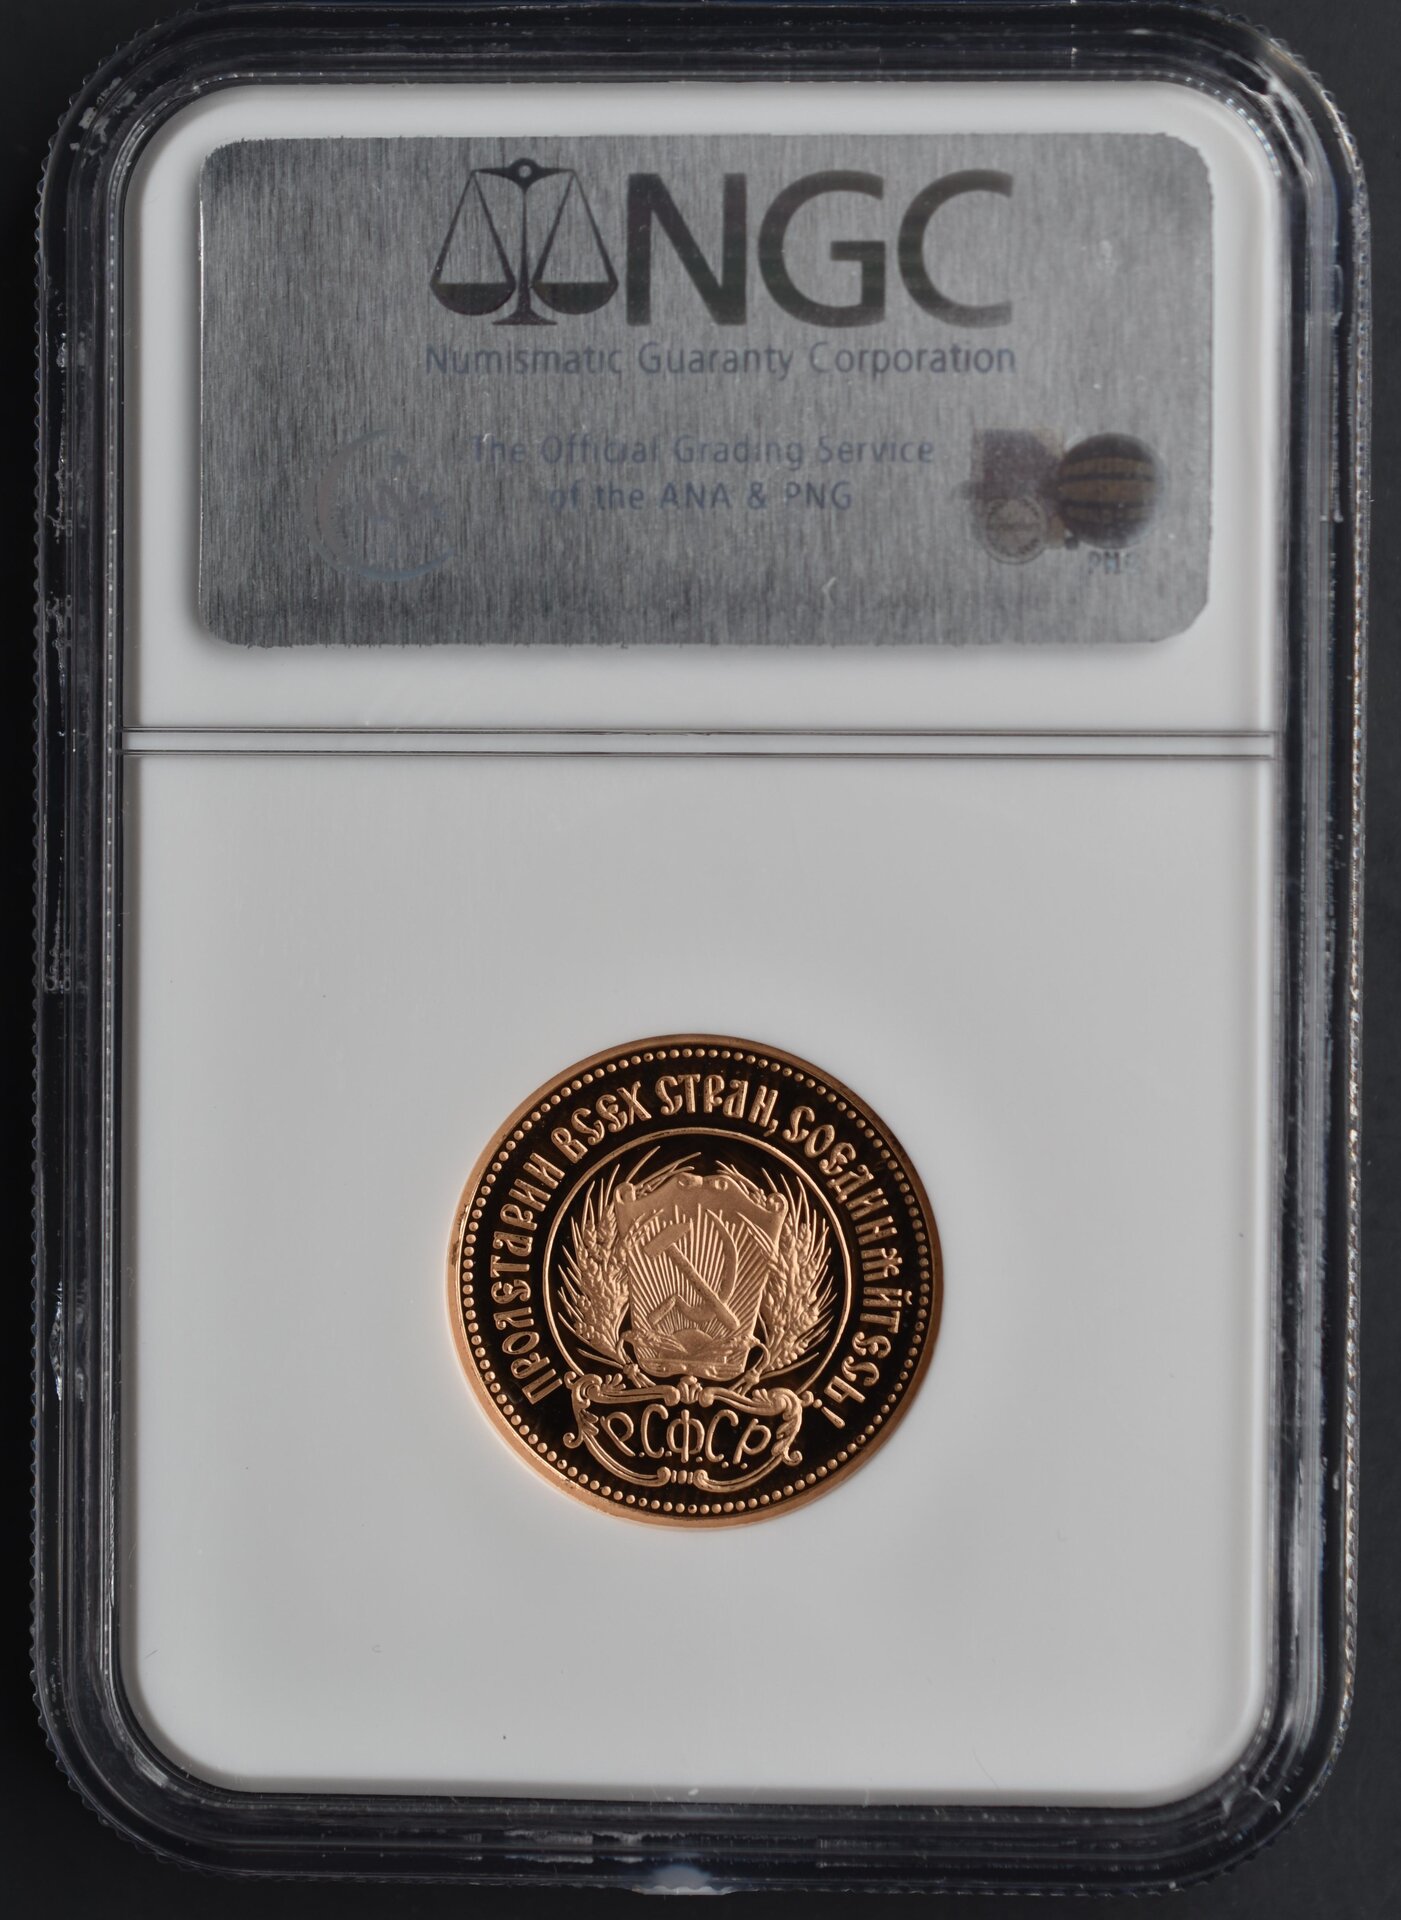 NGC
Numismatic Guaranty Corporation
The Official Grading Service
of the ANA & PNG
PNG
ПРОЛЕТАРИИ ВСЕХ СТРАН, СОЕДИНЯЙТЕСЬ!
Р.С.Ф.С.Р.